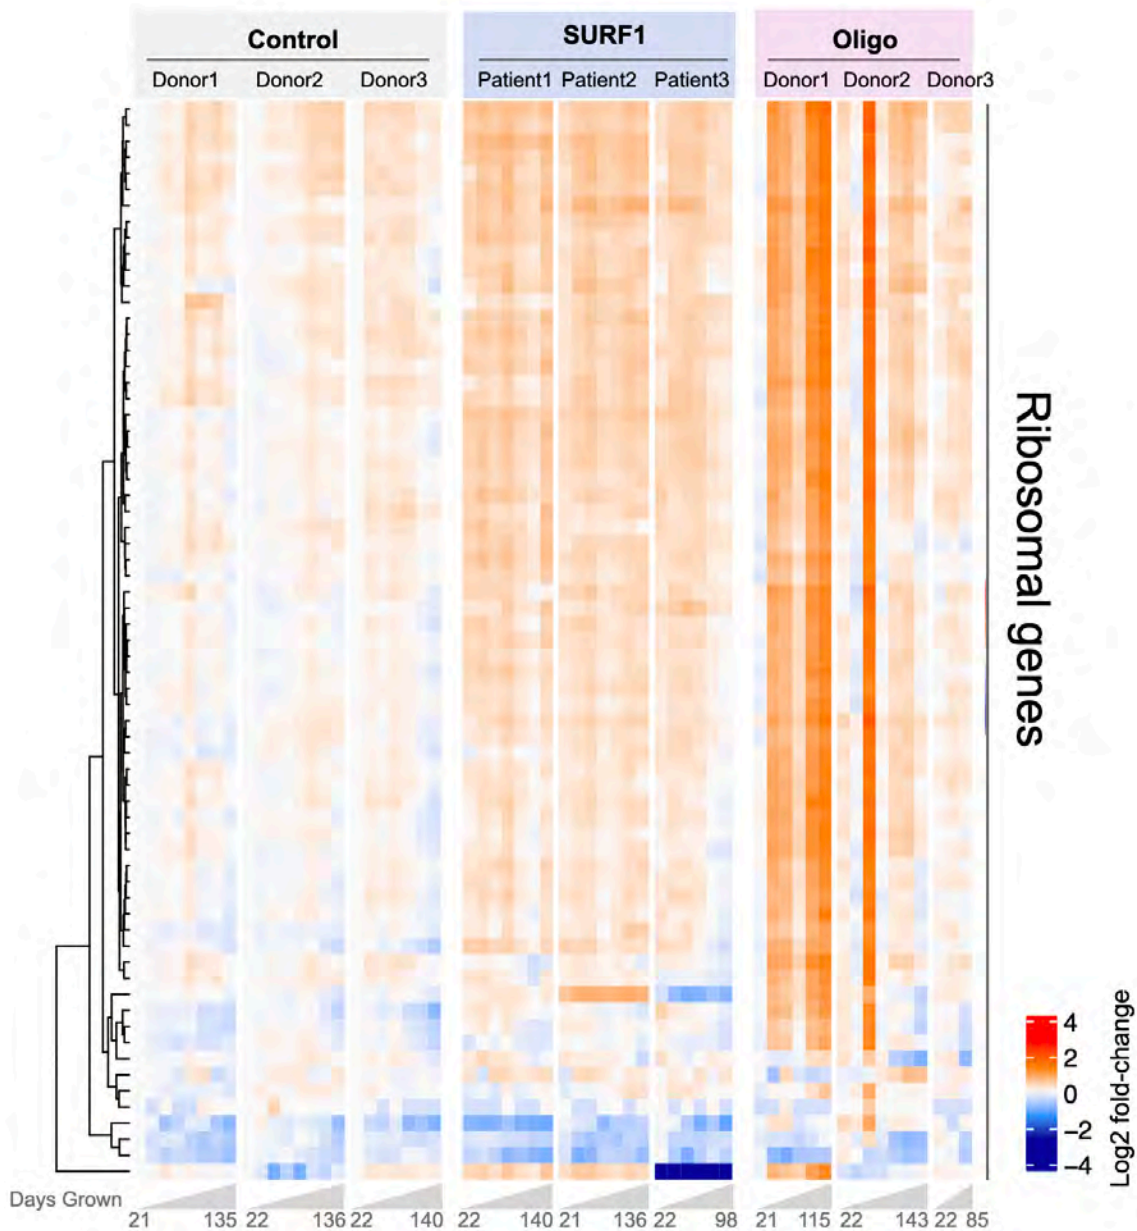 Control SURF1 Oligo
Donor1 Donor2 Donor3 Patient1 Patient2 Patient3 Donor1 Donor2 Donor3
Ribosomal genes
4
2
0
−2
−4
Log2 fold-change
Days Grown
21 135 22 136 22 140 22 140 21 136 22 98 21 115 22 143 22 85